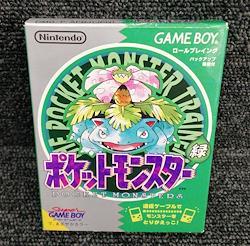 Nintendo
GAME BOY
ロールプレイング
バックアップ
機能付
POCKET MONSTER TRAINER
ポケットモンスター
緑
POCKET MONSTERS
GAME BOY
通信ケーブルで
モンスターを
とりかえっこ!